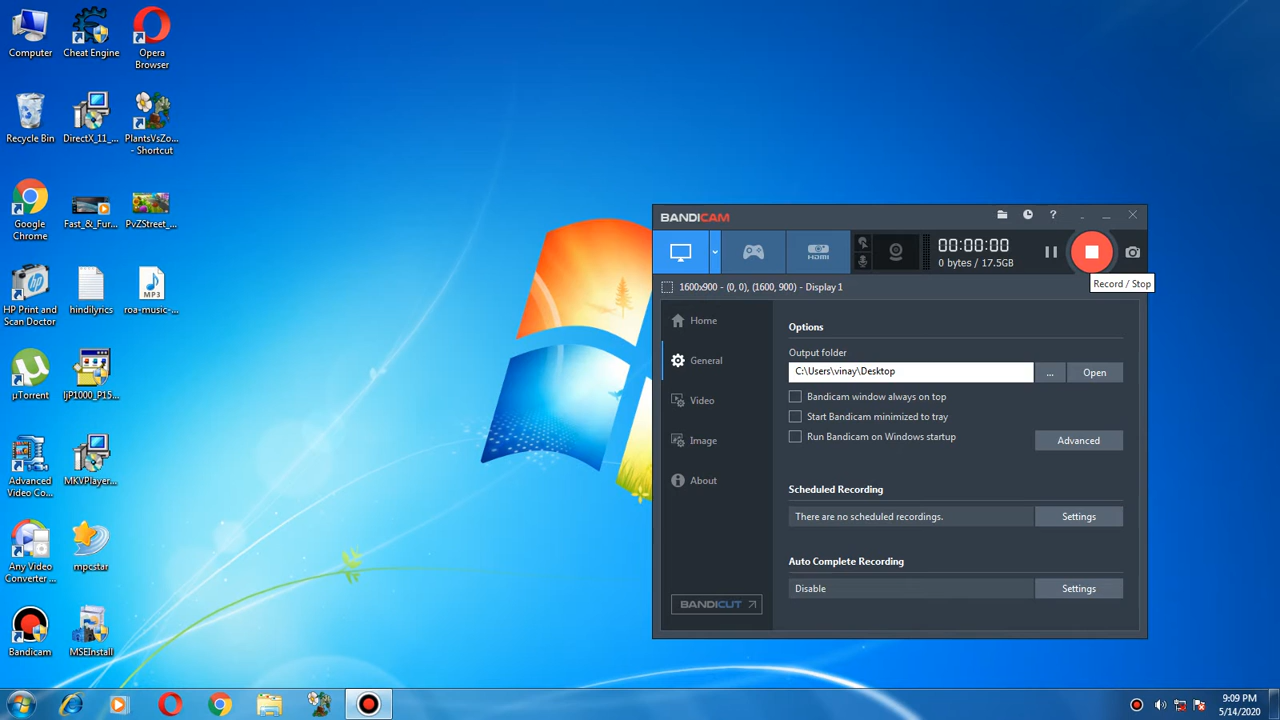 Computer
Cheat Engine
Opera
Browser
Recycle Bin
DirectX_11_...
PlantsVsZo...
- Shortcut
Google
Chrome
Fast_&_Fur...
PvZStreet_...
HP Print and
Scan Doctor
hindilyrics
MP3
roa-music-...
µTorrent
ljP1000_P15...
Advanced
Video Co...
MKVPlayer...
Any Video
Converter ...
mpcstar
Bandicam
MSEInstall
BANDICAM
?
HDMI
00:00:00
0 bytes / 17.5GB
Record / Stop
1600x900 - (0, 0), (1600, 900) - Display 1
Home
General
Video
Image
About
BANDICUT
Options
Output folder
C:\Users\vinay\Desktop
...
Open
Bandicam window always on top
Start Bandicam minimized to tray
Run Bandicam on Windows startup
Advanced
Scheduled Recording
There are no scheduled recordings.
Settings
Auto Complete Recording
Disable
Settings
9:09 PM
5/14/2020